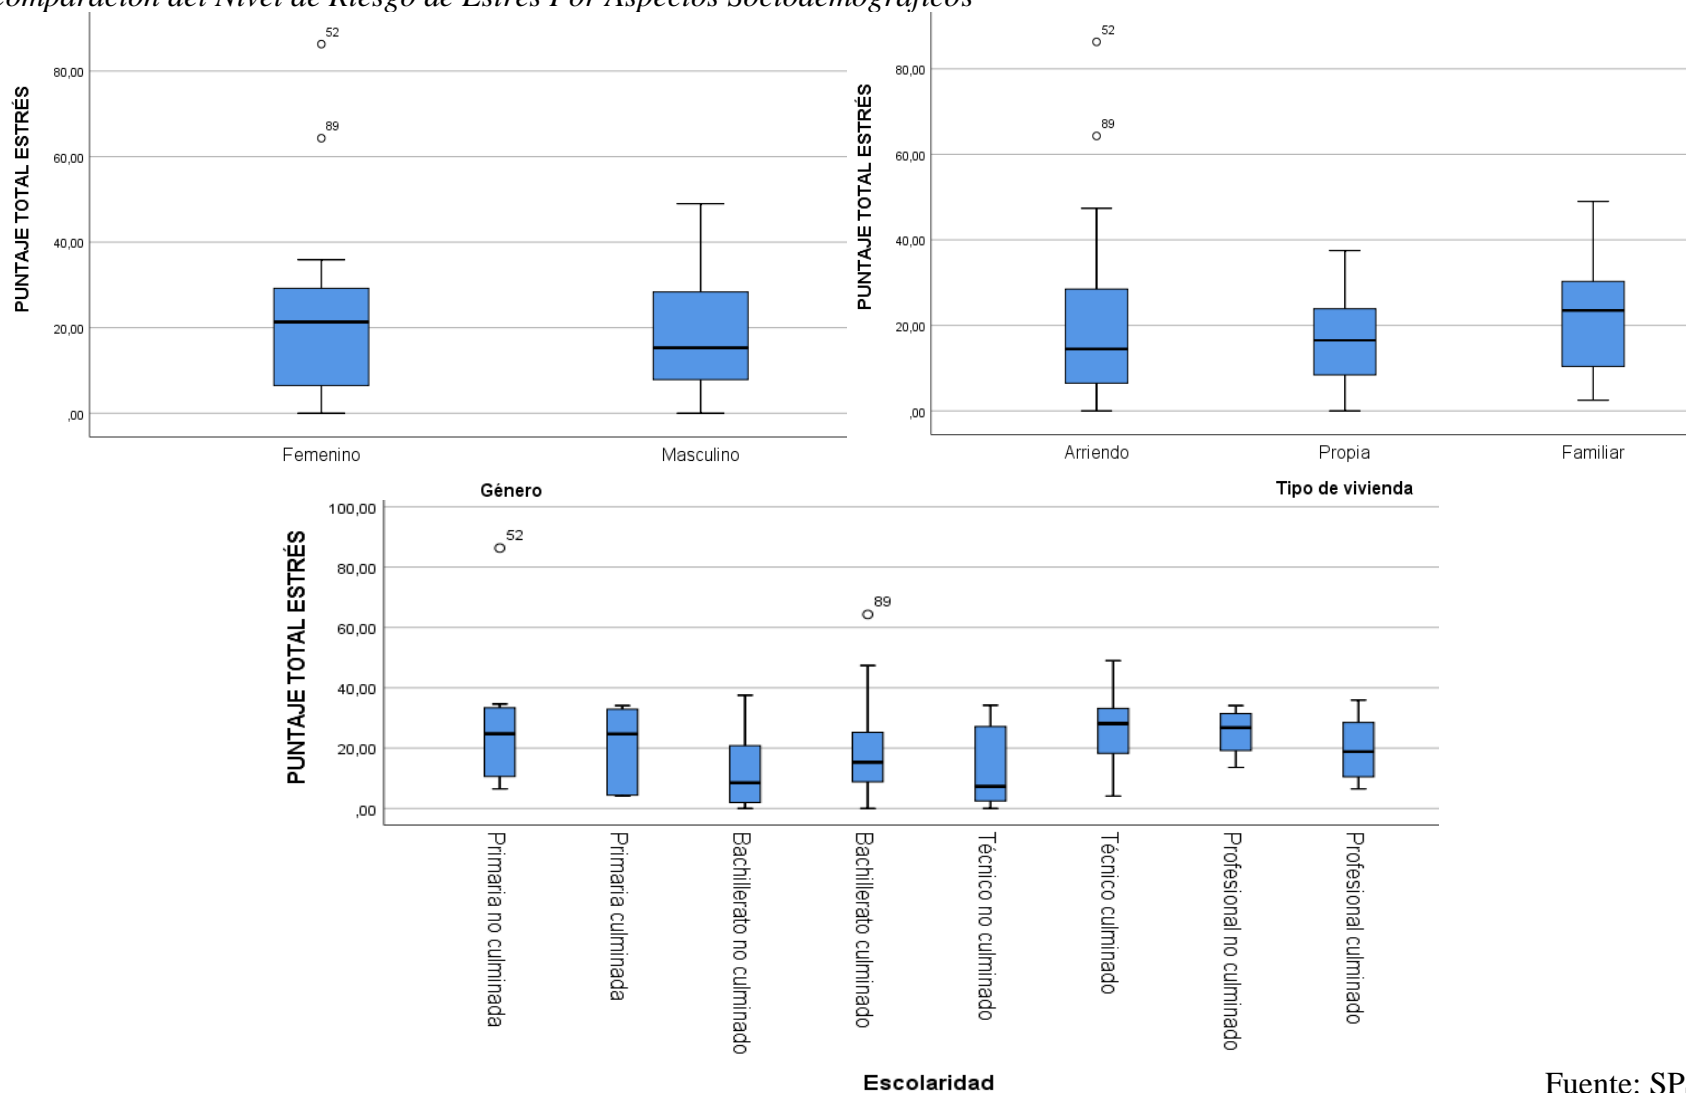 Comparación del Nivel de Riesgo de Estrés Por Aspectos Sociodemográficos
52
80,00
89
60,00
40,00
20,00
,00
PUNTAJE TOTAL ESTRÉS
Femenino
Masculino
Género
52
80,00
89
60,00
40,00
20,00
,00
PUNTAJE TOTAL ESTRÉS
Arriendo
Propia
Familiar
Tipo de vivienda
100,00
52
80,00
89
60,00
40,00
20,00
,00
PUNTAJE TOTAL ESTRÉS
Primaria no culminada
Primaria culminada
Bachillerato no culminado
Bachillerato culminado
Técnico no culminado
Técnico culminado
Profesional no culminado
Profesional culminado
Escolaridad
Fuente: